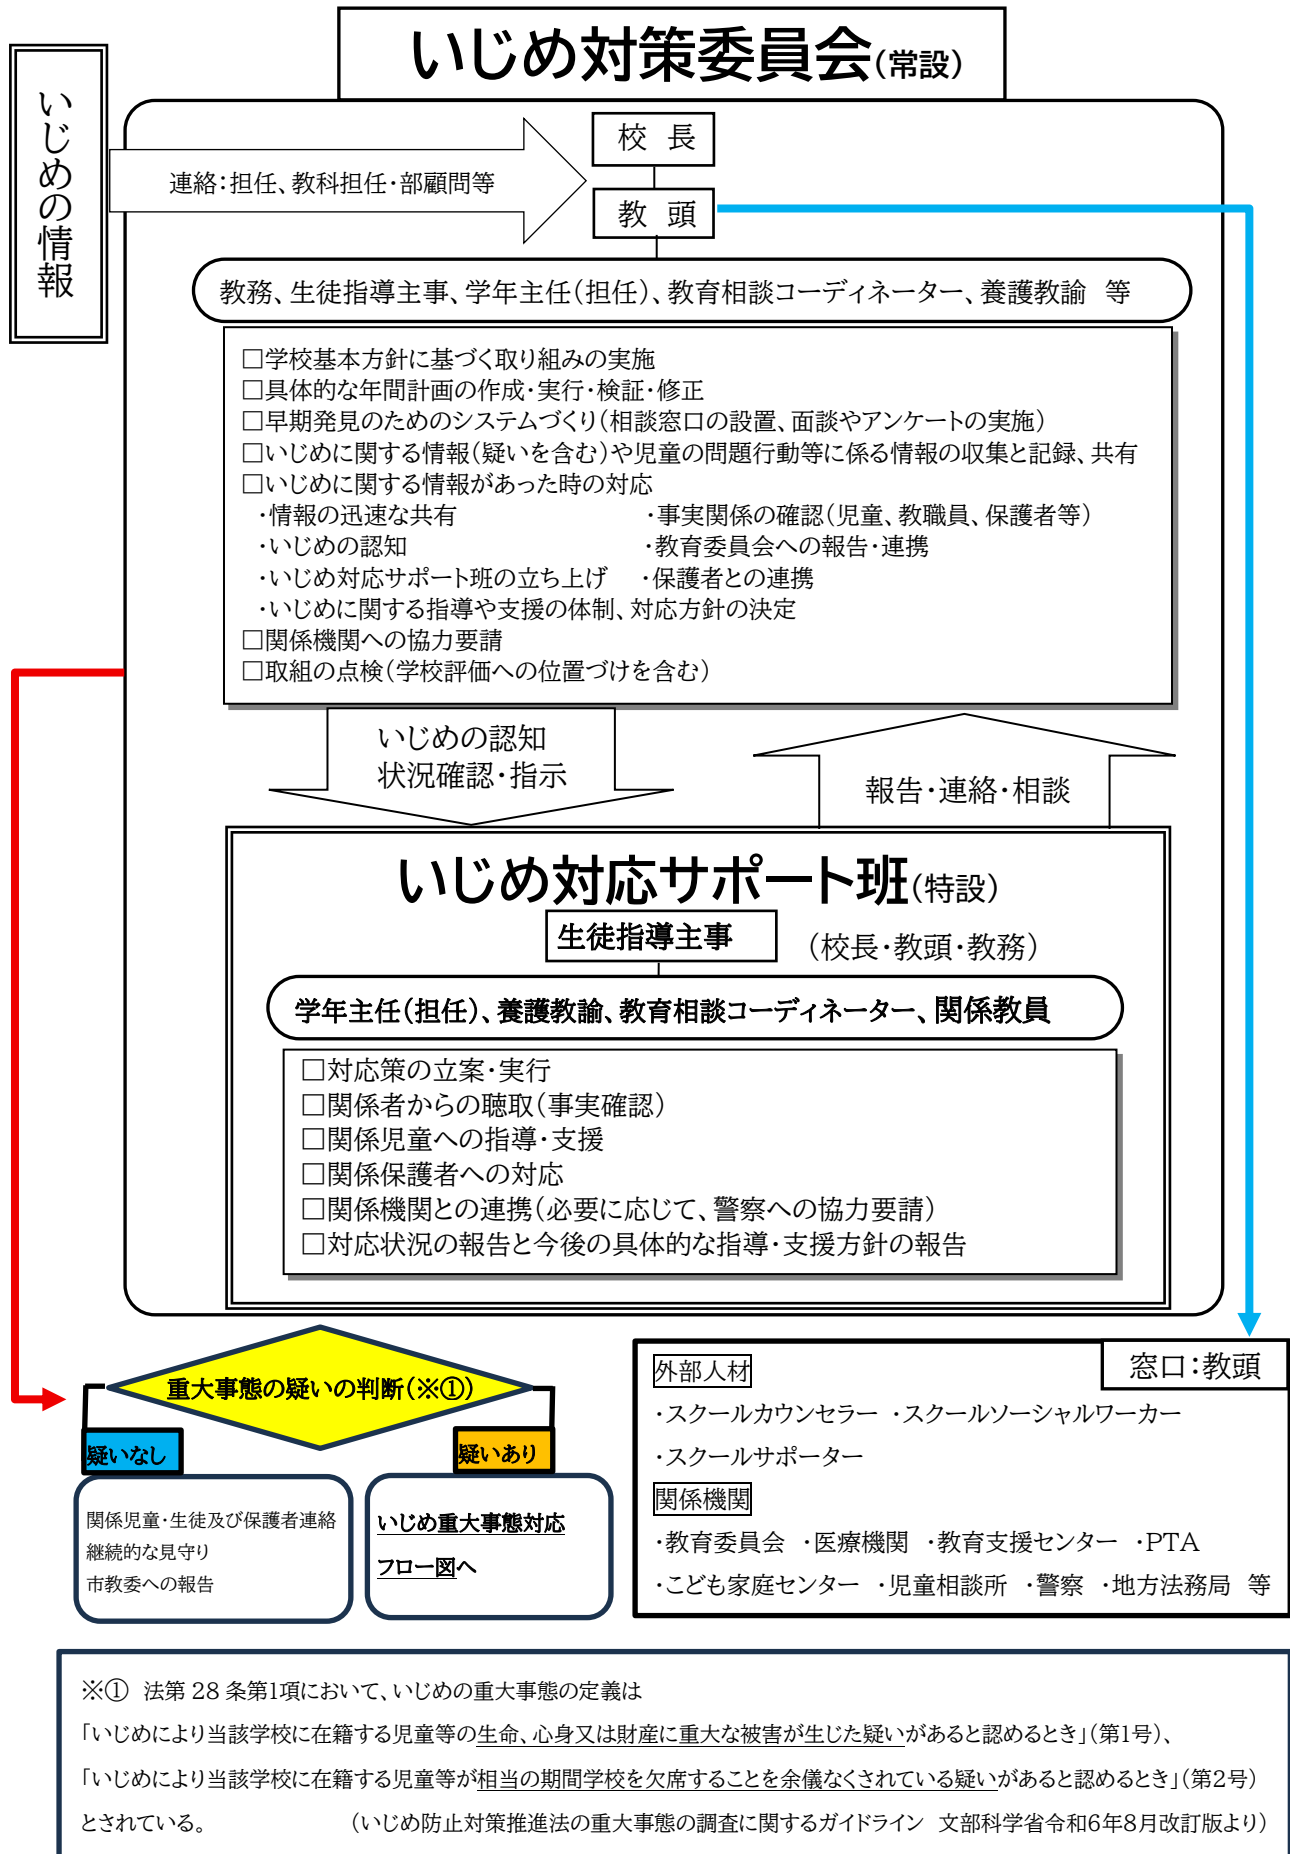 いじめ対策委員会(常設)
いじめの情報
校 長
連絡:担任、教科担任・部顧問等
教 頭
教務、生徒指導主事、学年主任(担任)、教育相談コーディネーター、養護教諭 等
□学校基本方針に基づく取り組みの実施
□具体的な年間計画の作成・実行・検証・修正
□早期発見のためのシステムづくり(相談窓口の設置、面談やアンケートの実施)
□いじめに関する情報(疑いを含む)や児童の問題行動等に係る情報の収集と記録、共有
□いじめに関する情報があった時の対応
・情報の迅速な共有 ・事実関係の確認(児童、教職員、保護者等)
・いじめの認知 ・教育委員会への報告・連携
・いじめ対応サポート班の立ち上げ ・保護者との連携
・いじめに関する指導や支援の体制、対応方針の決定
□関係機関への協力要請
□取組の点検(学校評価への位置づけを含む)
いじめの認知
状況確認・指示
報告・連絡・相談
いじめ対応サポート班(特設)
生徒指導主事 (校長・教頭・教務)
学年主任(担任)、養護教諭、教育相談コーディネーター、関係教員
□対応策の立案・実行
□関係者からの聴取(事実確認)
□関係児童への指導・支援
□関係保護者への対応
□関係機関との連携(必要に応じて、警察への協力要請)
□対応状況の報告と今後の具体的な指導・支援方針の報告
重大事態の疑いの判断(※①)
疑いなし
疑いあり
関係児童・生徒及び保護者連絡
継続的な見守り
市教委への報告
いじめ重大事態対応
フロー図へ
窓口:教頭
外部人材
・スクールカウンセラー ・スクールソーシャルワーカー
・スクールサポーター
関係機関
・教育委員会 ・医療機関 ・教育支援センター ・PTA
・こども家庭センター ・児童相談所 ・警察 ・地方法務局 等
※① 法第 28 条第1項において、いじめの重大事態の定義は
「いじめにより当該学校に在籍する児童等の生命、心身又は財産に重大な被害が生じた疑いがあると認めるとき」(第1号)、
「いじめにより当該学校に在籍する児童等が相当の期間学校を欠席することを余儀なくされている疑いがあると認めるとき」(第2号)
とされている。 (いじめ防止対策推進法の重大事態の調査に関するガイドライン 文部科学省令和6年8月改訂版より)